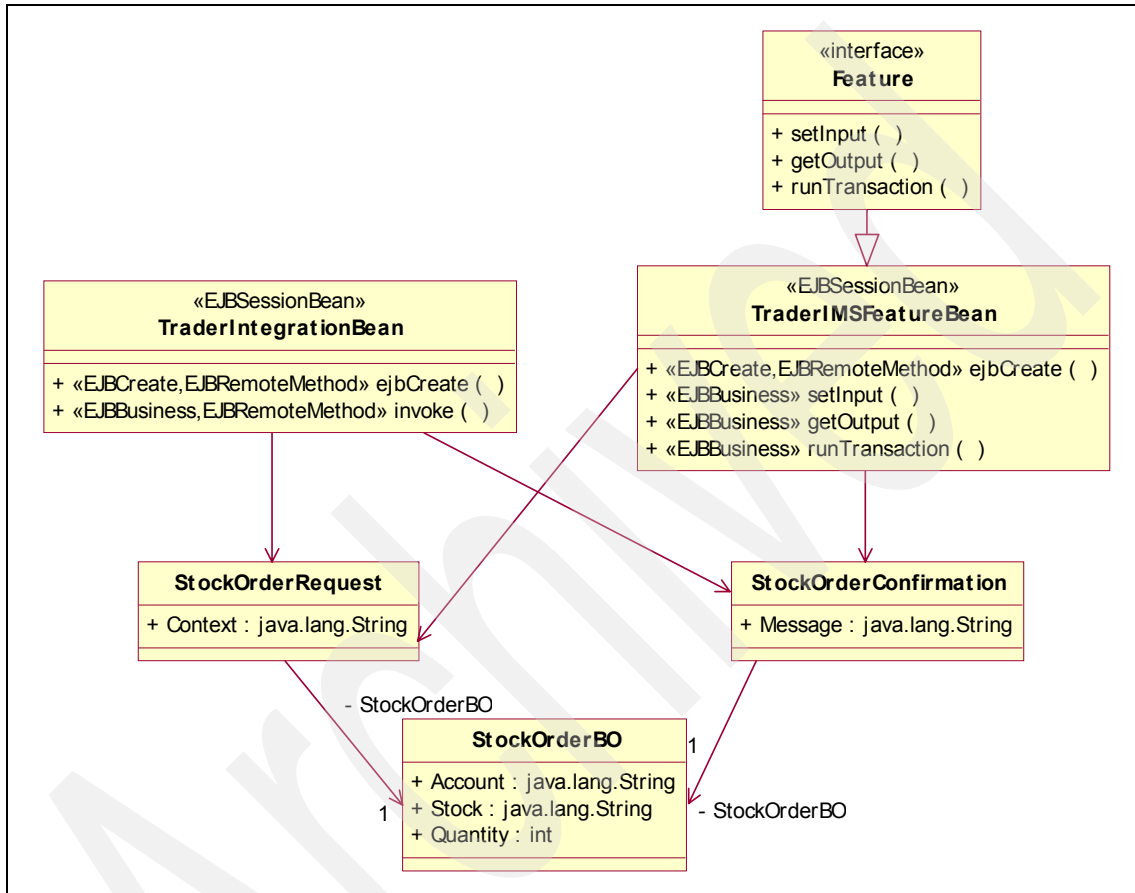 «interface»
Feature
+ setInput ( )
+ getOutput ( )
+ runTransaction ( )
«EJBSessionBean»
TraderIntegrationBean
+ «EJBCreate,EJBRemoteMethod» ejbCreate ( )
+ «EJBBusiness,EJBRemoteMethod» invoke ( )
«EJBSessionBean»
TraderIMSFeatureBean
+ «EJBCreate,EJBRemoteMethod» ejbCreate ( )
+ «EJBBusiness» setInput ( )
+ «EJBBusiness» getOutput ( )
+ «EJBBusiness» runTransaction ( )
StockOrderRequest
+ Context : java.lang.String
StockOrderConfirmation
+ Message : java.lang.String
- StockOrderBO
1
StockOrderBO
+ Account : java.lang.String
+ Stock : java.lang.String
+ Quantity : int
1
- StockOrderBO
Archived